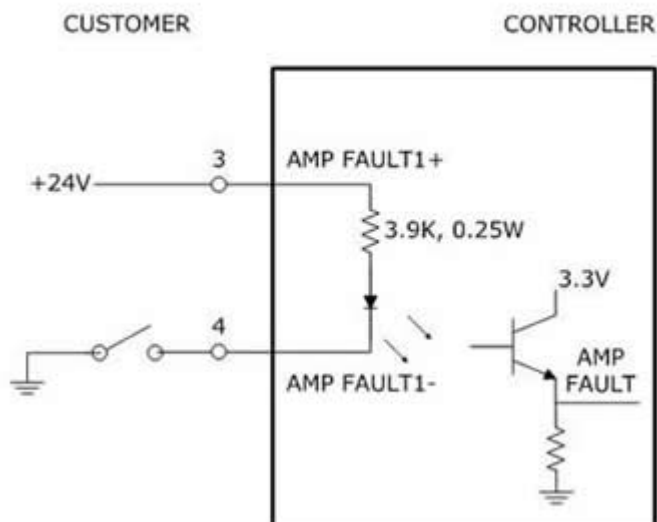 CUSTOMER
CONTROLLER
3
AMP FAULT1+
+24V
3.9K, 0.25W
3.3V
4
AMP
FAULT
AMP FAULT1-